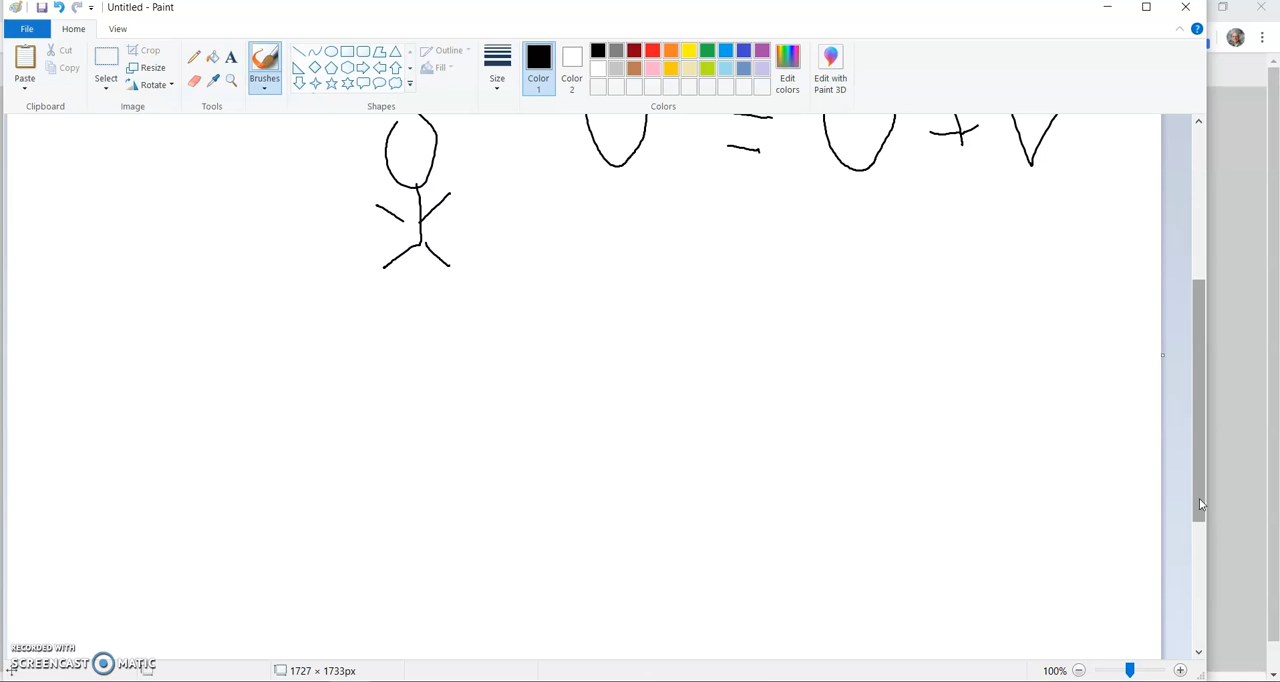 Untitled - Paint
File Home View
Paste
Cut
Copy
Clipboard
Select
Crop
Resize
Rotate
Image
Tools
Brushes
Shapes
Outline
Fill
Size
Color 1
Color 2
Colors
Edit colors
Edit with Paint 3D
RECORDED WITH
SCREENCAST MATIC
1727 × 1733px
100%